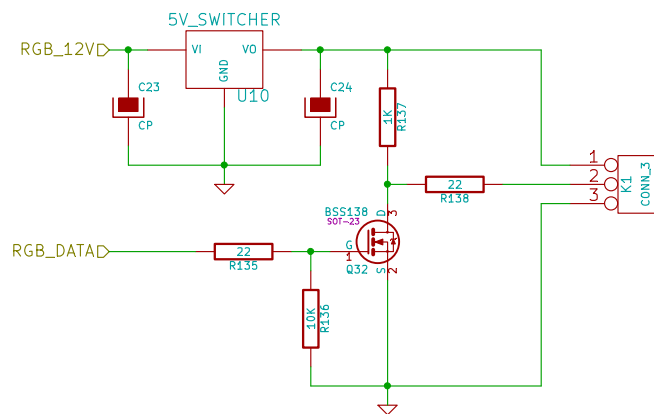 5V_SWITCHER
RGB_12V
VI
VO
GND
U10
C23
CP
C24
CP
1K
R137
22
R138
1
2
3
K1
CONN_3
BSS138
SOT-23
D
3
G
1
S
2
Q32
RGB_DATA
22
R135
10K
R136